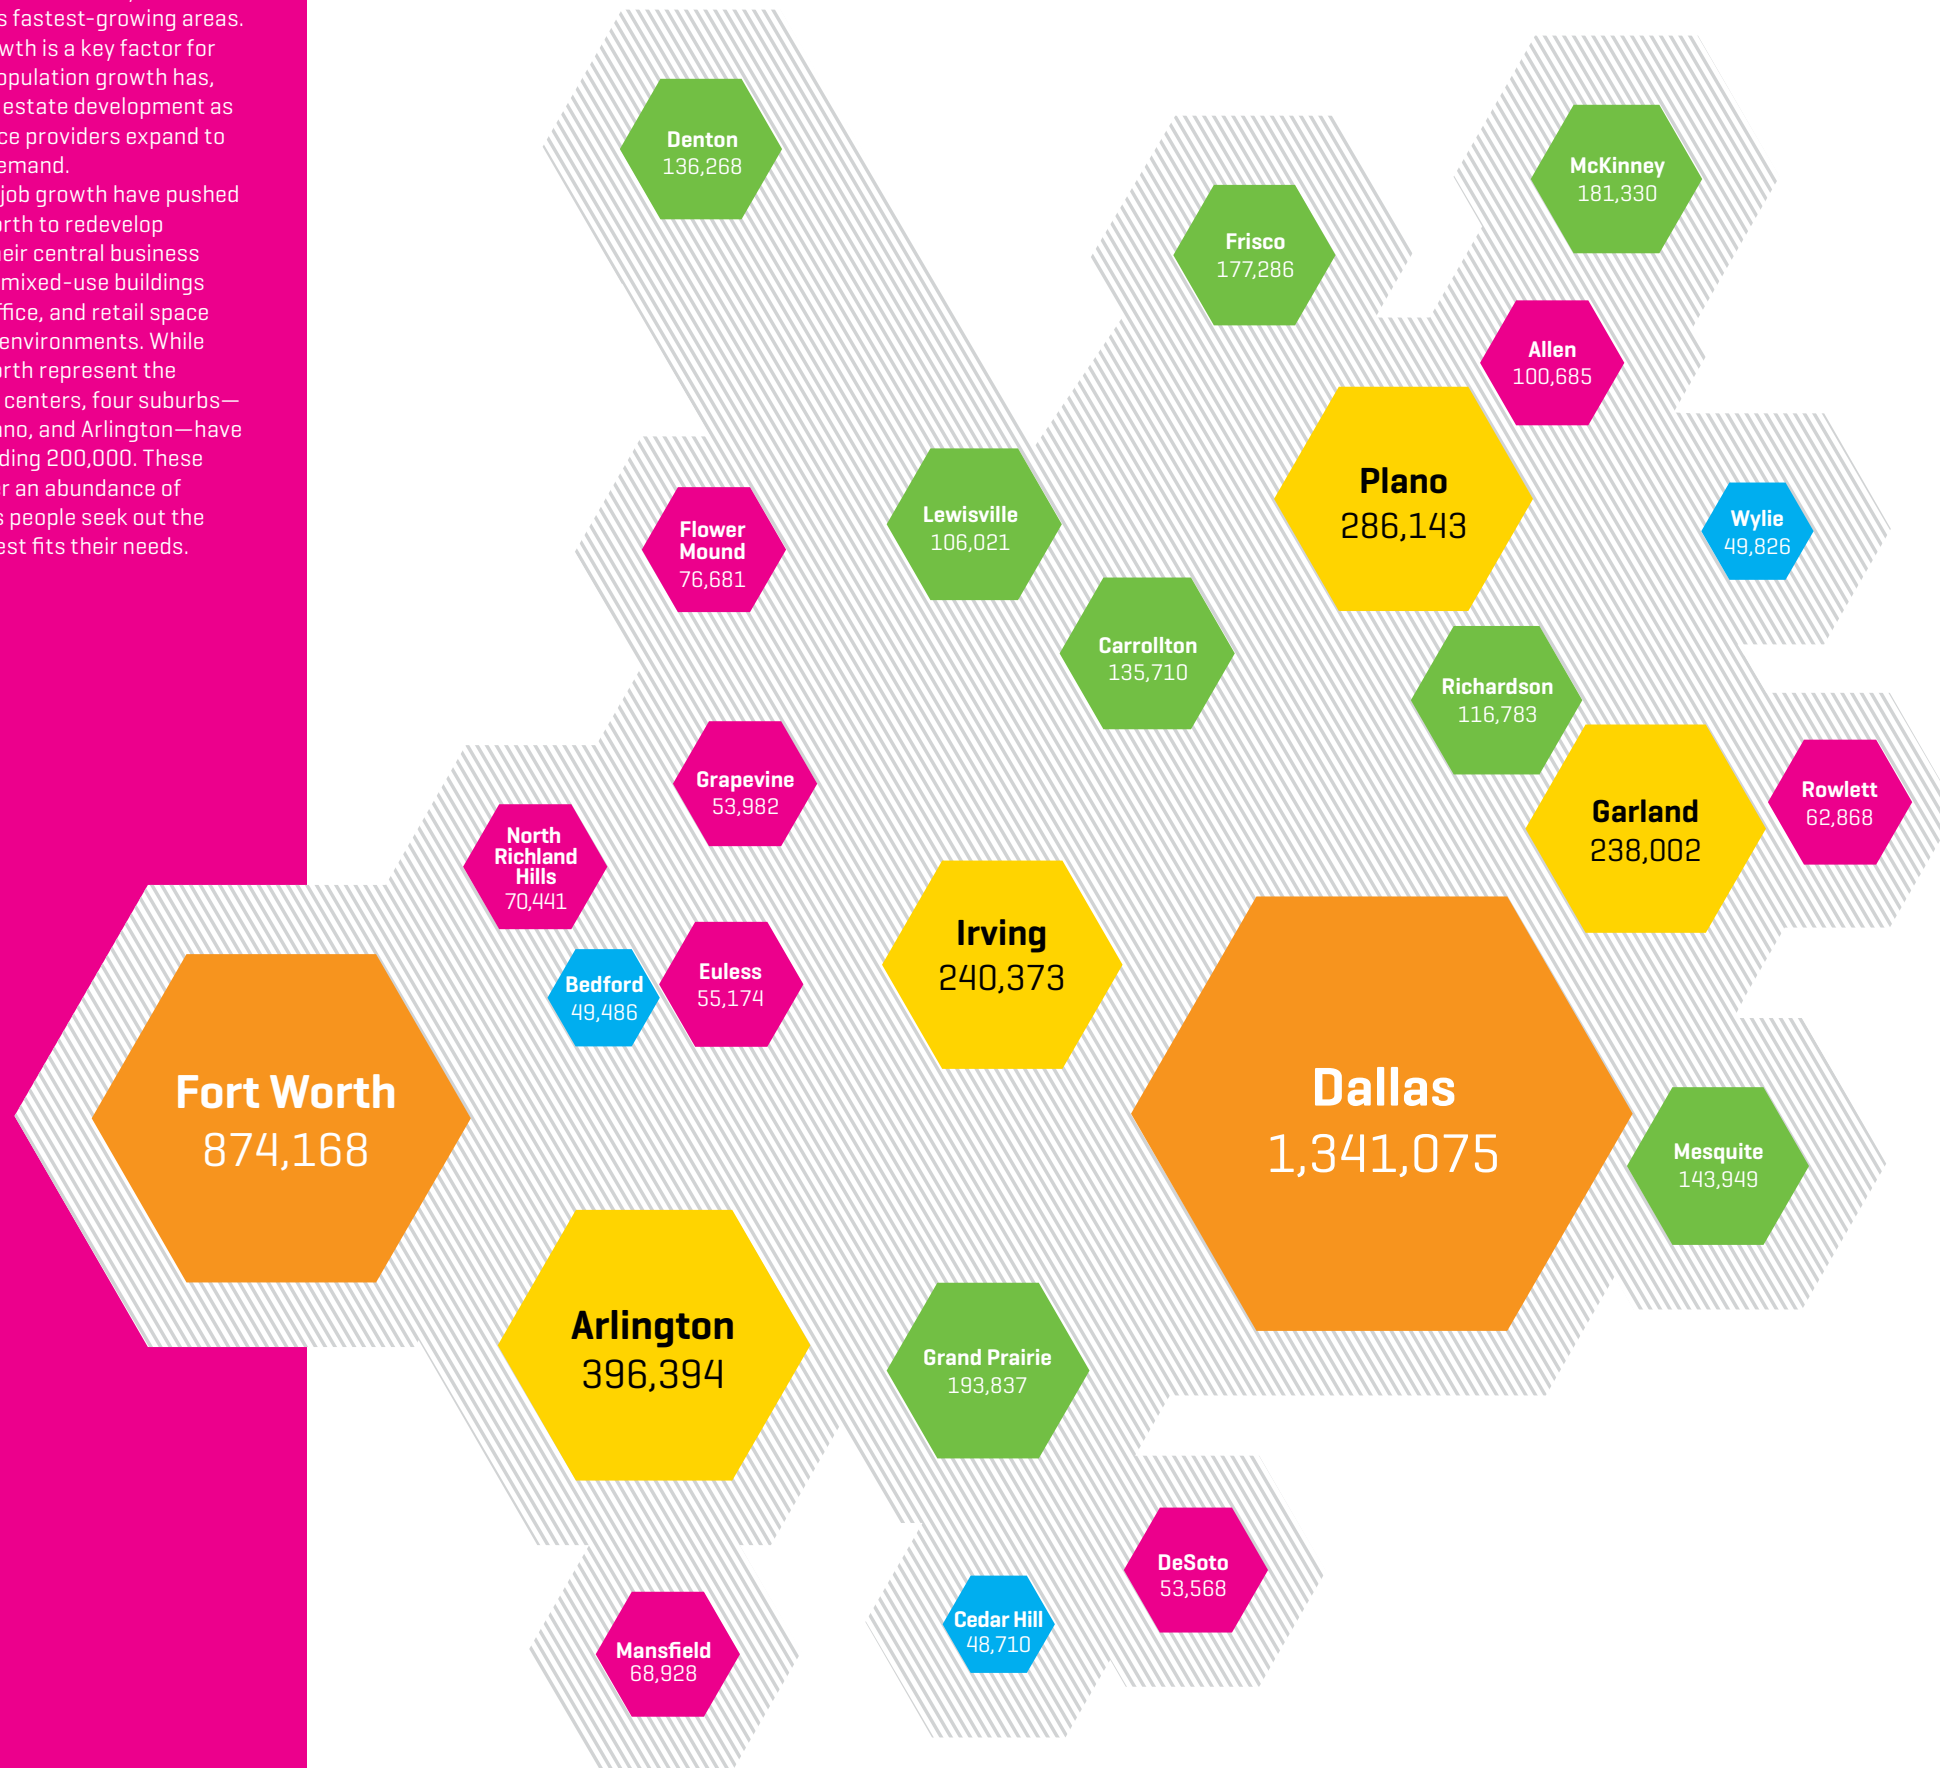 s fastest-growing areas.
wth is a key factor for
opulation growth has,
estate development as
ce providers expand to
emand.
job growth have pushed
orth to redevelop
eir central business
mixed-use buildings
ffice, and retail space
environments. While
orth represent the
centers, four suburbs—
ano, and Arlington—have
ding 200,000. These
r an abundance of
s people seek out the
est fits their needs.
Denton
136,268
McKinney
181,330
Frisco
177,286
Allen
100,685
Plano
286,143
Lewisville
106,021
Flower
Mound
76,681
Wylie
49,826
Carrollton
135,710
Richardson
116,783
Grapevine
53,982
Garland
238,002
Rowlett
62,868
North
Richland
Hills
70,441
Irving
240,373
Bedford
49,486
Euless
55,174
Fort Worth
874,168
Dallas
1,341,075
Mesquite
143,949
Arlington
396,394
Grand Prairie
193,837
DeSoto
53,568
Cedar Hill
48,710
Mansfield
68,928